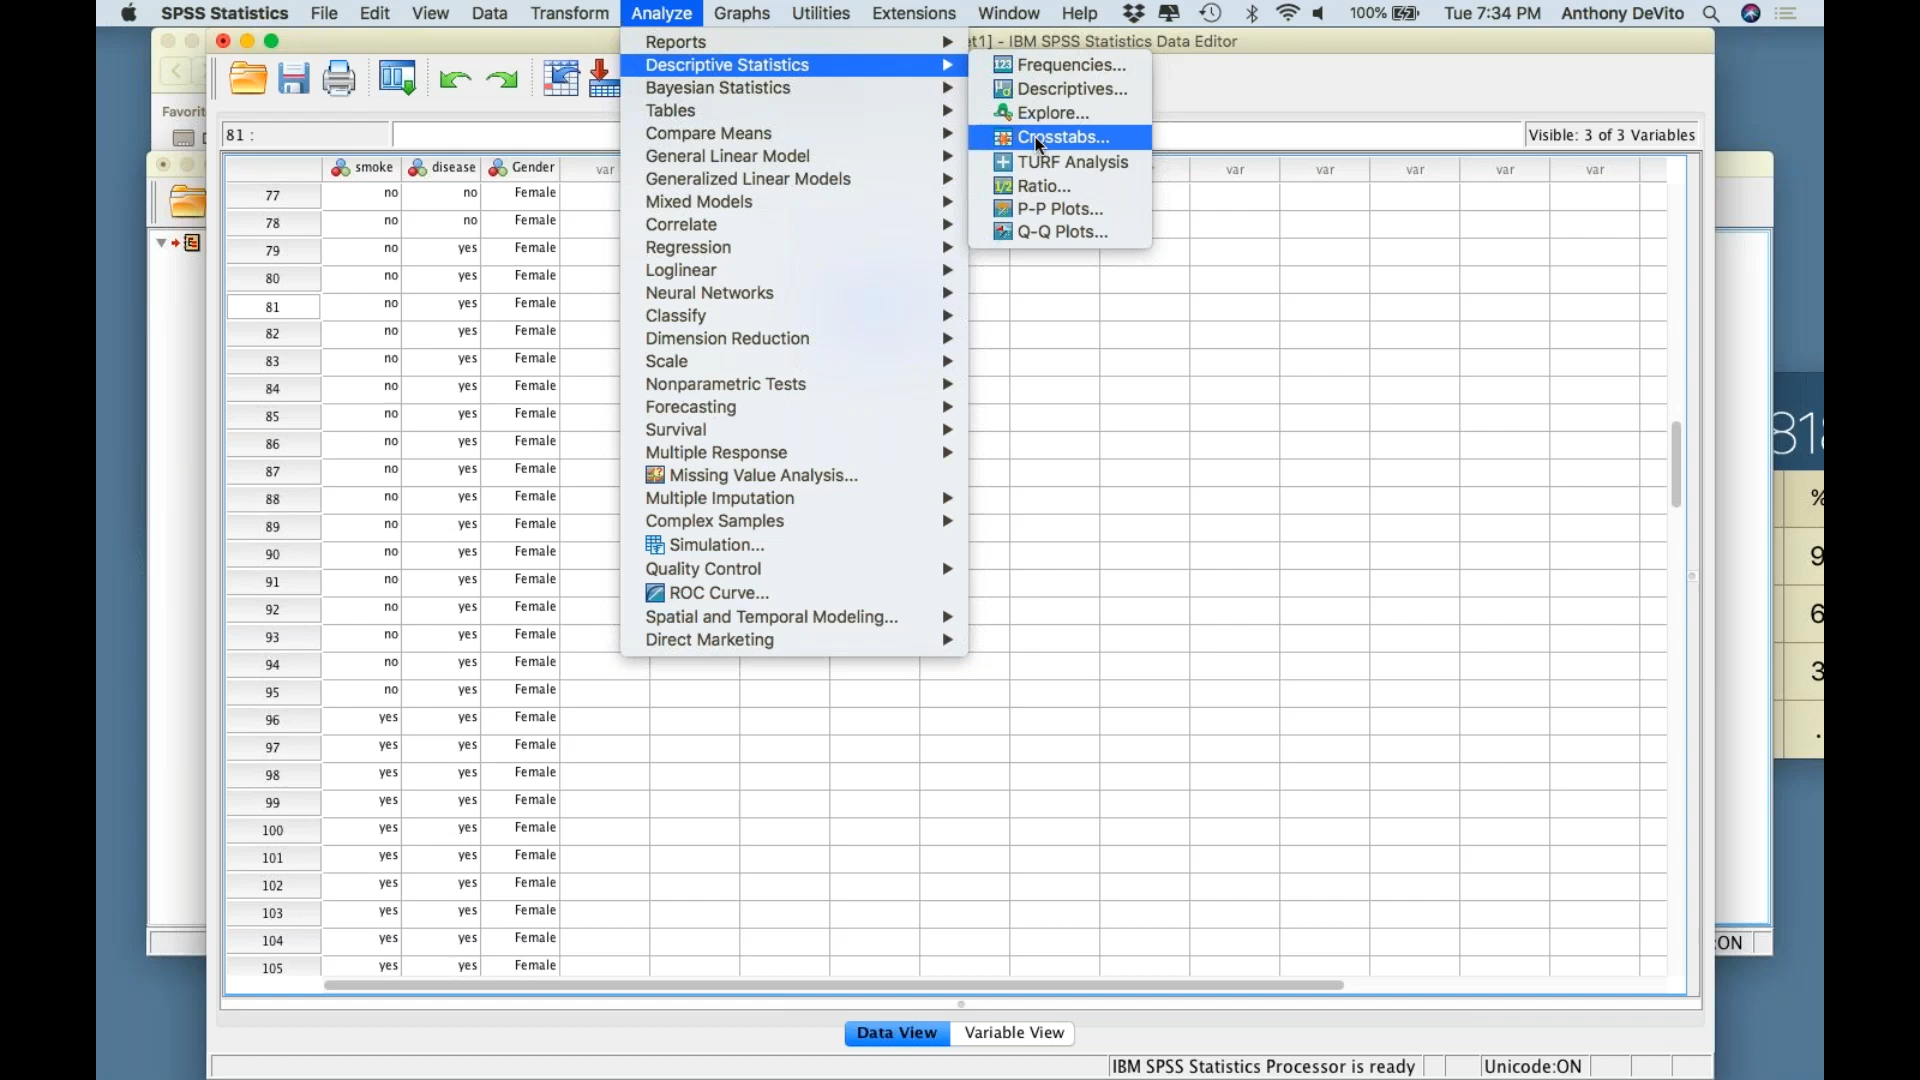 SPSS Statistics File Edit View Data Transform Analyze Graphs Utilities Extensions Window Help 100% Tue 7:34 PM Anthony DeVito
t1] - IBM SPSS Statistics Data Editor
Favorit
81 :
Visible: 3 of 3 Variables
Reports
Descriptive Statistics
Bayesian Statistics
Tables
Compare Means
General Linear Model
Generalized Linear Models
Mixed Models
Correlate
Regression
Loglinear
Neural Networks
Classify
Dimension Reduction
Scale
Nonparametric Tests
Forecasting
Survival
Multiple Response
Missing Value Analysis...
Multiple Imputation
Complex Samples
Simulation...
Quality Control
ROC Curve...
Spatial and Temporal Modeling...
Direct Marketing
123 Frequencies...
Descriptives...
Explore...
Crosstabs...
TURF Analysis
1/2 Ratio...
P-P Plots...
Q-Q Plots...
smoke disease Gender var var var var var var
77 no no Female
78 no no Female
79 no yes Female
80 no yes Female
81 no yes Female
82 no yes Female
83 no yes Female
84 no yes Female
85 no yes Female
86 no yes Female
87 no yes Female
88 no yes Female
89 no yes Female
90 no yes Female
91 no yes Female
92 no yes Female
93 no yes Female
94 no yes Female
95 no yes Female
96 yes yes Female
97 yes yes Female
98 yes yes Female
99 yes yes Female
100 yes yes Female
101 yes yes Female
102 yes yes Female
103 yes yes Female
104 yes yes Female
105 yes yes Female
81
%
9
6
3
.
:ON
Data View Variable View
IBM SPSS Statistics Processor is ready Unicode:ON